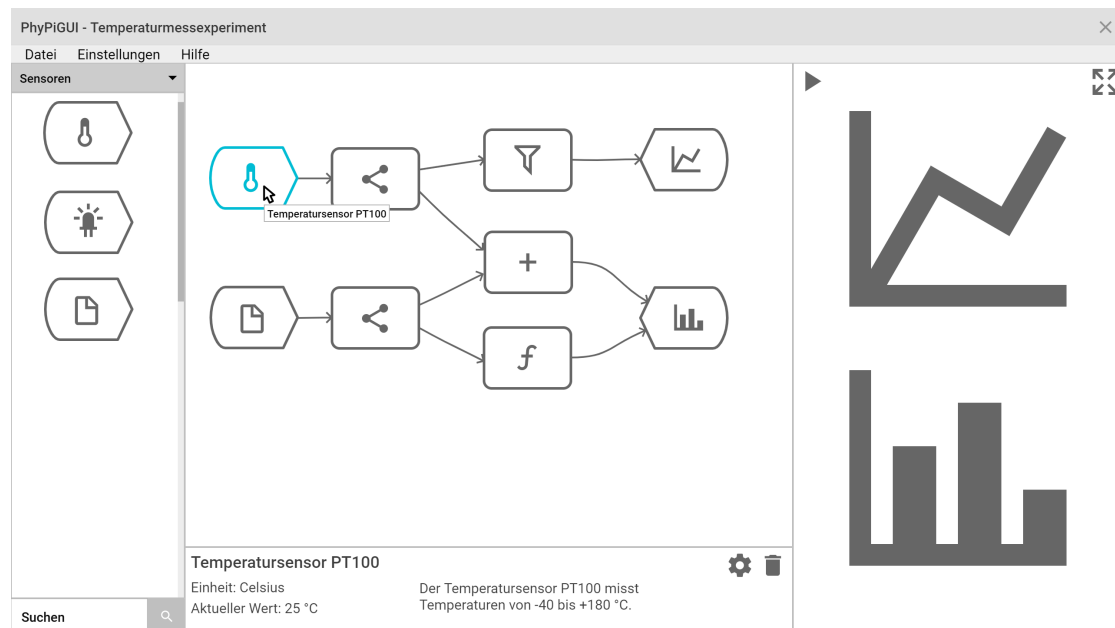 PhyPiGUI - Temperaturmessexperiment
Datei Einstellungen Hilfe
Sensoren
Temperatursensor PT100
Temperatursensor PT100
Einheit: Celsius
Aktueller Wert: 25 °C
Der Temperatursensor PT100 misst
Temperaturen von -40 bis +180 °C.
Suchen